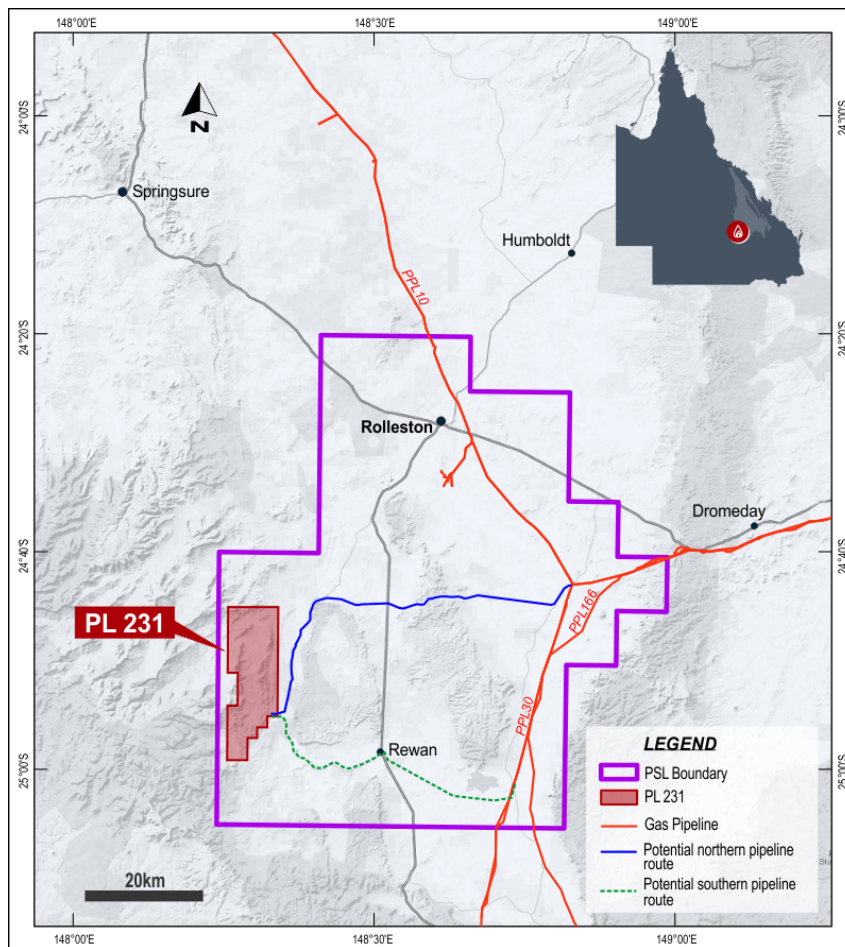 148°00'E
148°30'E
149°00'E
24°00'S
24°00'S
N
Springsure
Humboldt
PPL10
24°20'S
24°20'S
Rolleston
Dromeday
24°40'S
24°40'S
PL 231
PPL166
PPL30
Rewan
25°00'S
25°00'S
LEGEND
PSL Boundary
PL 231
Gas Pipeline
Potential northern pipeline
route
Potential southern pipeline
route
20km
148°00'E
148°30'E
149°00'E